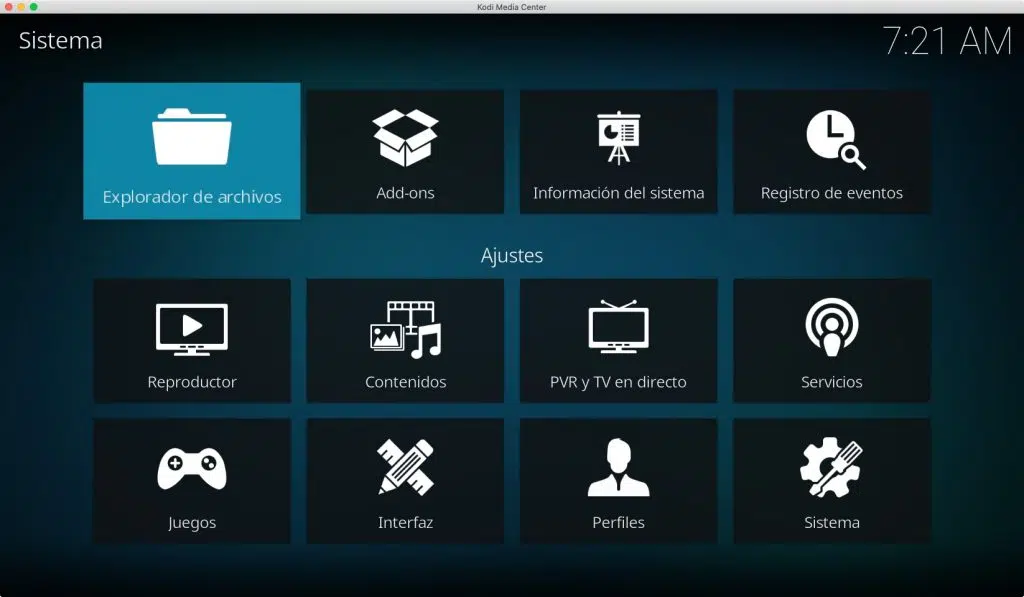 Kodi Media Center
Sistema
7:21 AM
Explorador de archivos
Add-ons
Información del sistema
Registro de eventos
Ajustes
Reproductor
Contenidos
PVR y TV en directo
Servicios
Juegos
Interfaz
Perfiles
Sistema